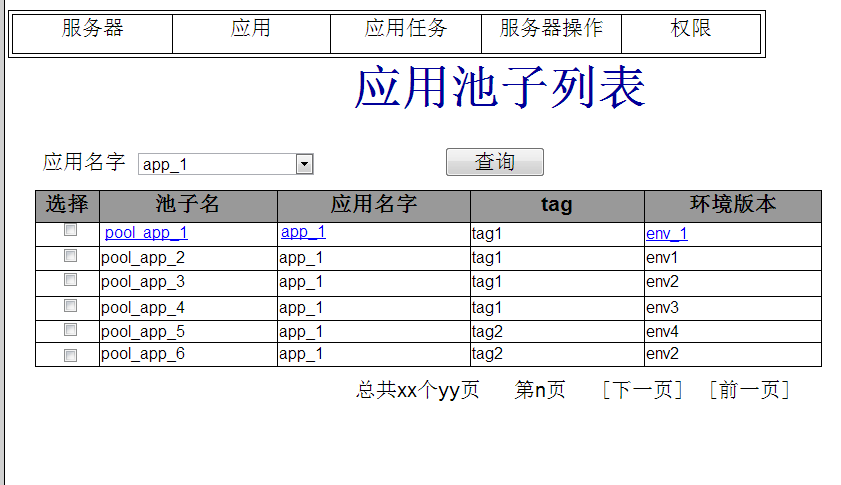 服务器 应用 应用任务 服务器操作 权限
应用池子列表
应用名字 app_1 查询
选择 池子名 应用名字 tag 环境版本
pool_app_1 app_1 tag1 env_1
pool_app_2 app_1 tag1 env1
pool_app_3 app_1 tag1 env2
pool_app_4 app_1 tag1 env3
pool_app_5 app_1 tag2 env4
pool_app_6 app_1 tag2 env2
总共xx个yy页 第n页 [下一页] [前一页]